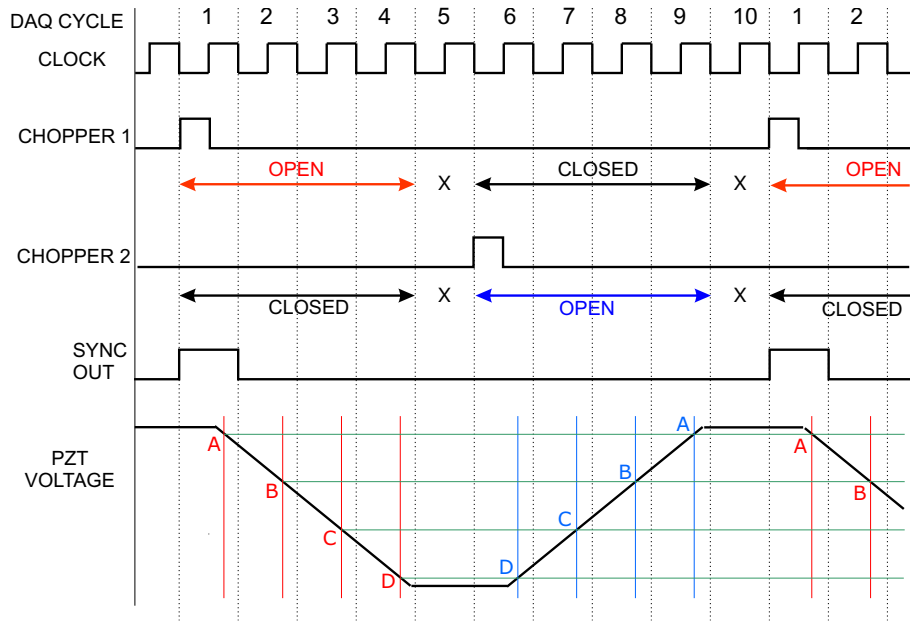 DAQ CYCLE 1 2 3 4 5 6 7 8 9 10 1 2
CLOCK
CHOPPER 1
OPEN X CLOSED X OPEN
CHOPPER 2
CLOSED X OPEN X CLOSED
SYNC
OUT
PZT
VOLTAGE
A A A
B B B
C C
D D